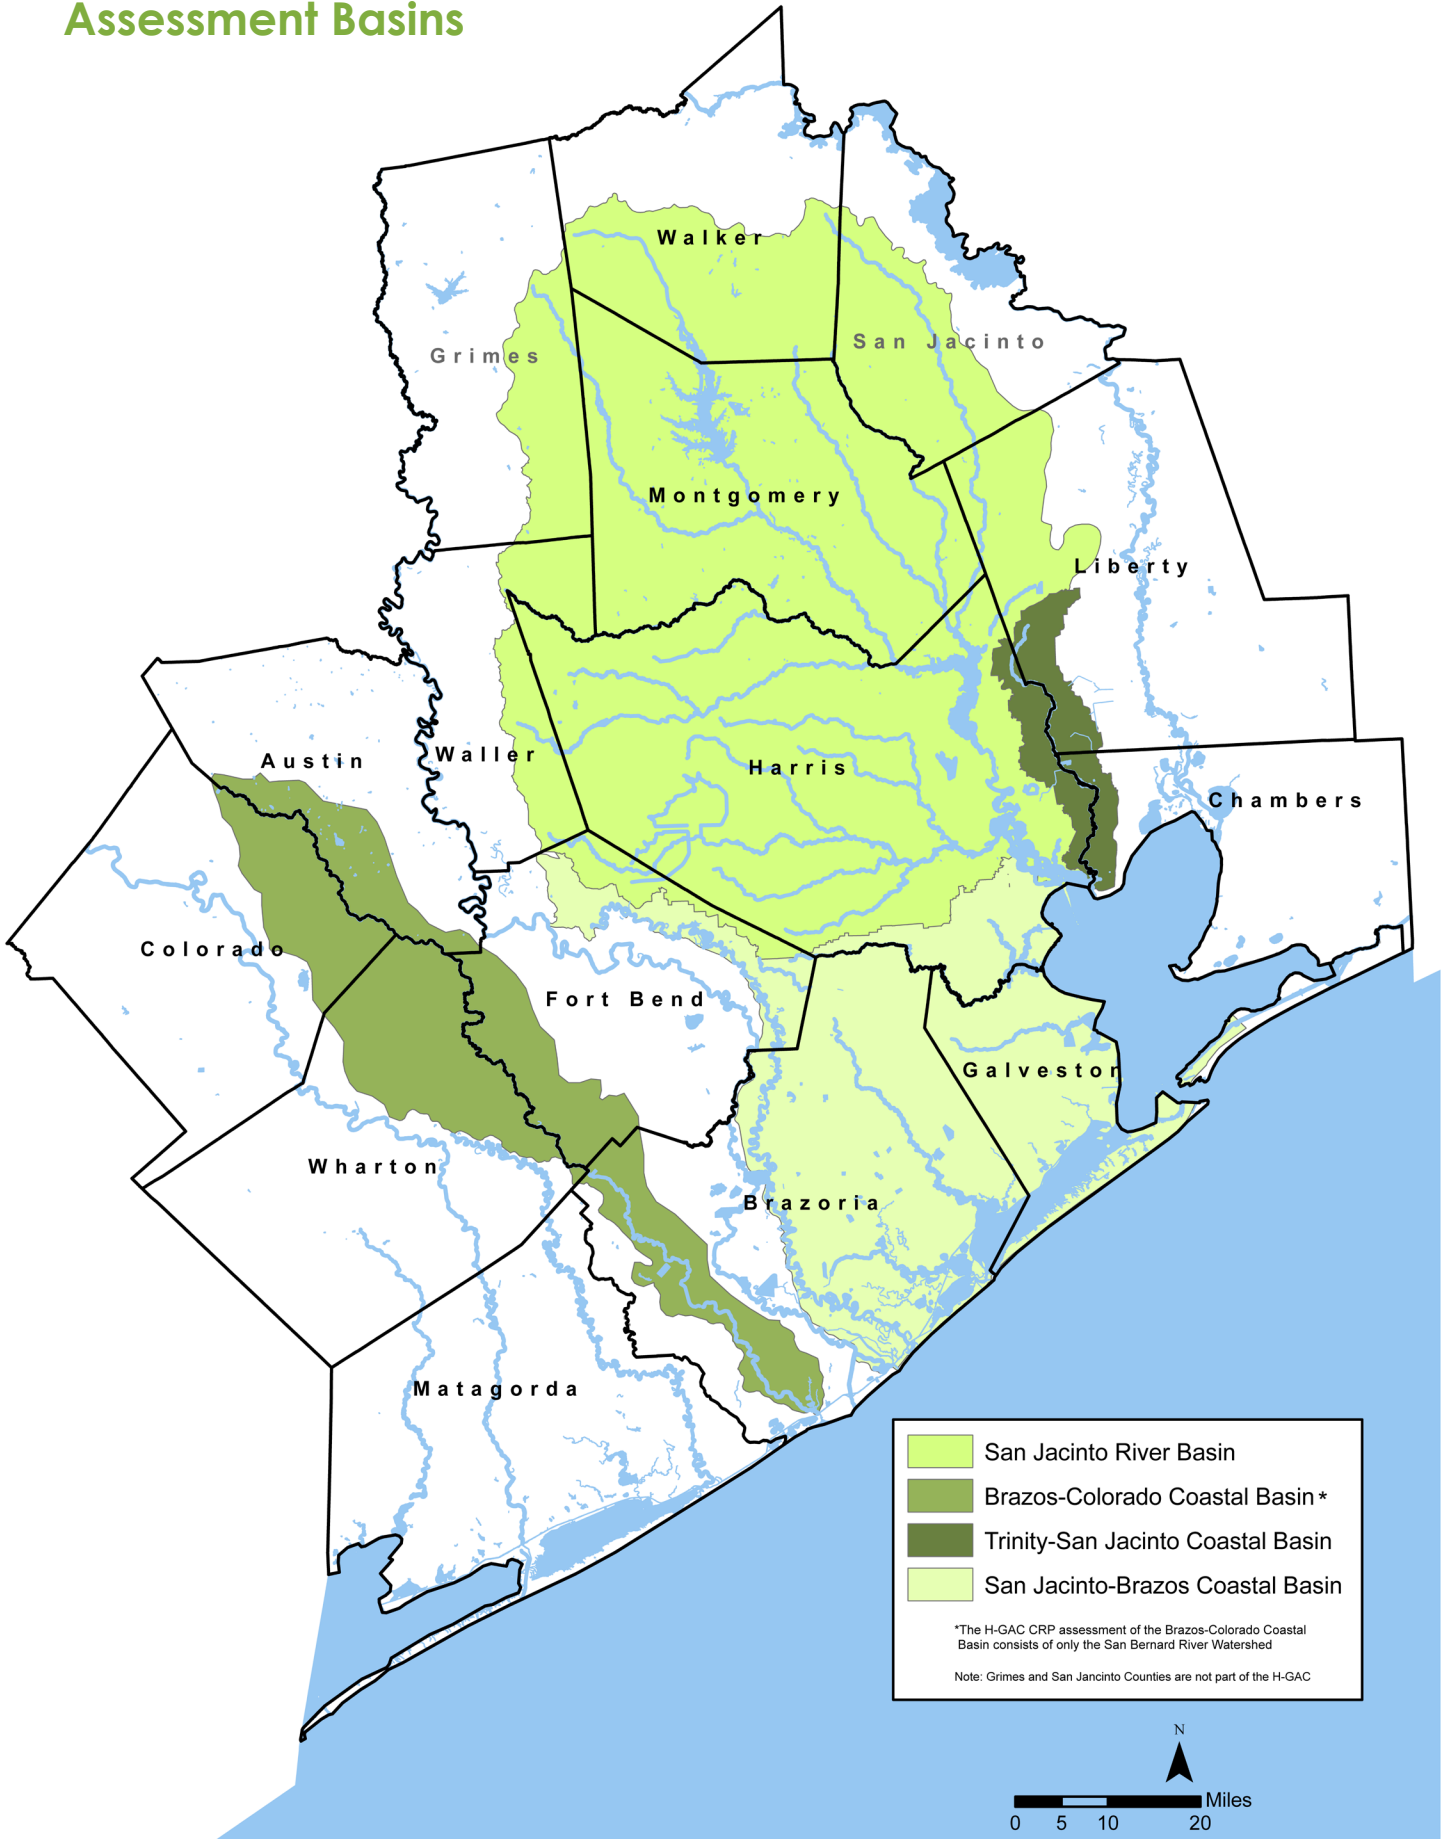 Assessment Basins
Walker
San Jacinto
Grimes
Montgomery
Liberty
Austin
Waller
Harris
Chambers
Colorado
Fort Bend
Galveston
Wharton
Brazoria
Matagorda
San Jacinto River Basin
Brazos-Colorado Coastal Basin*
Trinity-San Jacinto Coastal Basin
San Jacinto-Brazos Coastal Basin
*The H-GAC CRP assessment of the Brazos-Colorado Coastal
Basin consists of only the San Bernard River Watershed
Note: Grimes and San Jancinto Counties are not part of the H-GAC
N
Miles
0 5 10 20